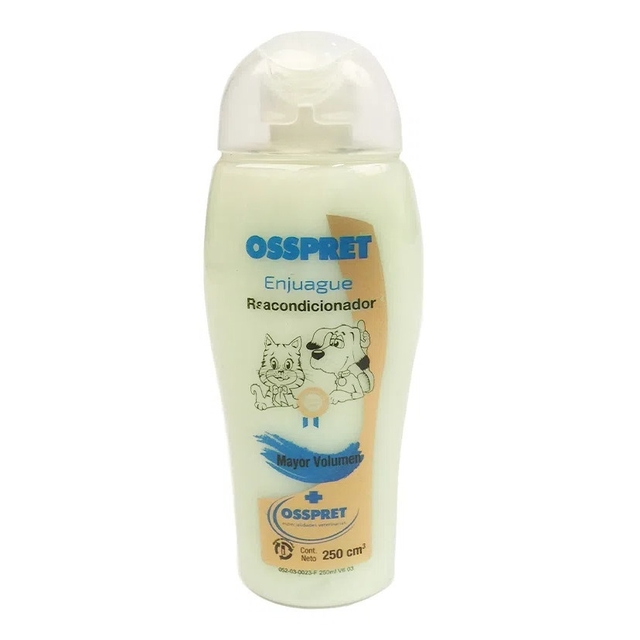 OSSPRET
Enjuague
Reacondicionador
Mayor Volumen
OSSPRET
Cont. Neto 250 cm³